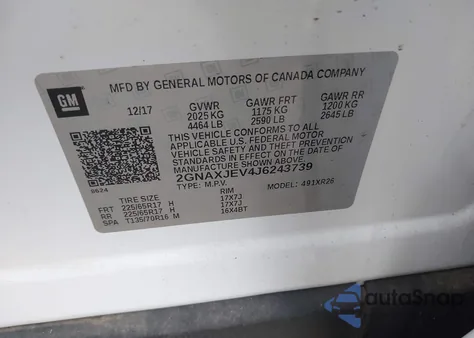 MFD BY GENERAL MOTORS OF CANADA COMPANY
GM
12/17 GVWR GAWR FRT GAWR RR
2025 KG 1175 KG 1200 KG
4464 LB 2590 LB 2645 LB
THIS VEHICLE CONFORMS TO ALL
APPLICABLE U.S. FEDERAL MOTOR
VEHICLE SAFETY AND THEFT PREVENTION
STANDARDS IN EFFECT ON THE DATE OF
MANUFACTURE SHOWN ABOVE.
2GNAXJEV4J6243739
TYPE: M.P.V. MODEL: 491XR26
0624
TIRE SIZE RIM
FRT 225/65R17 H 17X7J
RR 225/65R17 H 17X7J
SPA T135/70R16 M 16X4BT
autoSnap